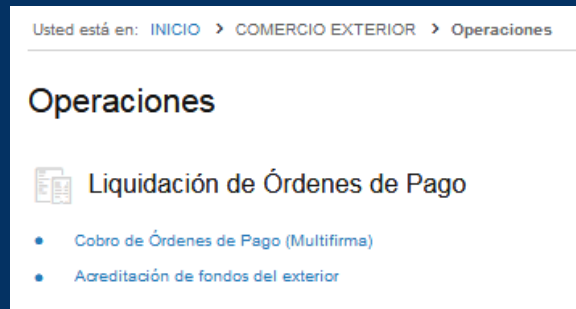 Usted está en: INICIO > COMERCIO EXTERIOR > Operaciones
Operaciones
Liquidación de Órdenes de Pago
• Cobro de Órdenes de Pago (Multifirma)
• Acreditación de fondos del exterior